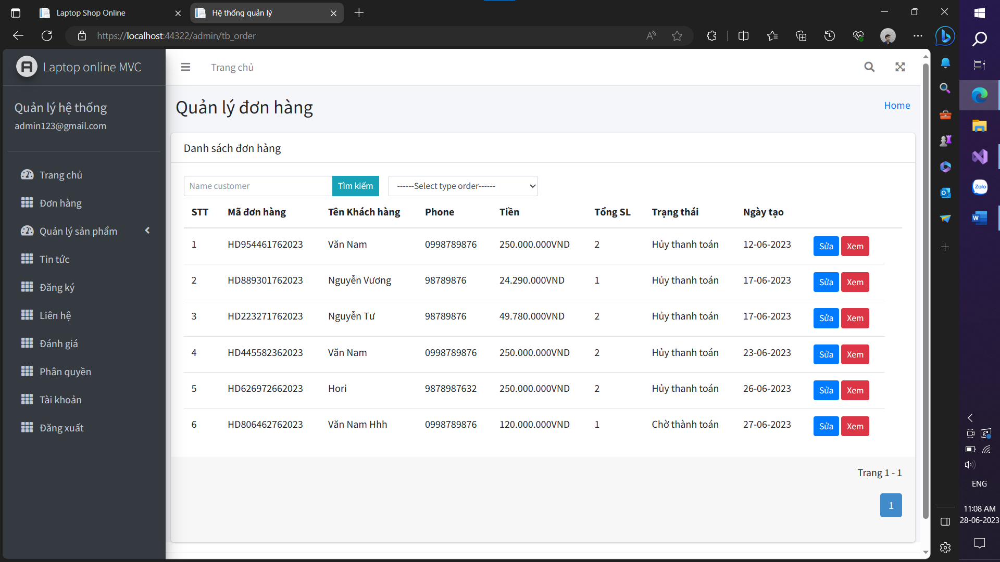 Laptop Shop Online
Hệ thống quản lý
https://localhost:44322/admin/tb_order
Laptop online MVC
Quản lý hệ thống
admin123@gmail.com
Trang chủ
Đơn hàng
Quản lý sản phẩm
Tin tức
Đăng ký
Liên hệ
Đánh giá
Phân quyền
Tài khoản
Đăng xuất
Trang chủ
Quản lý đơn hàng
Home
Danh sách đơn hàng
Name customer Tìm kiếm ------Select type order------
STT Mã đơn hàng Tên Khách hàng Phone Tiền Tổng SL Trạng thái Ngày tạo
1 HD954461762023 Văn Nam 0998789876 250.000.000VND 2 Hủy thanh toán 12-06-2023 Sửa Xem
2 HD889301762023 Nguyễn Vương 98789876 24.290.000VND 1 Hủy thanh toán 17-06-2023 Sửa Xem
3 HD223271762023 Nguyễn Tư 98789876 49.780.000VND 2 Hủy thanh toán 17-06-2023 Sửa Xem
4 HD445582362023 Văn Nam 0998789876 250.000.000VND 2 Hủy thanh toán 23-06-2023 Sửa Xem
5 HD626972662023 Hori 9878987632 250.000.000VND 2 Hủy thanh toán 26-06-2023 Sửa Xem
6 HD806462762023 Văn Nam Hhh 0998789876 120.000.000VND 1 Chờ thành toán 27-06-2023 Sửa Xem
Trang 1 - 1
1
Zalo
ENG
11:08 AM
28-06-2023